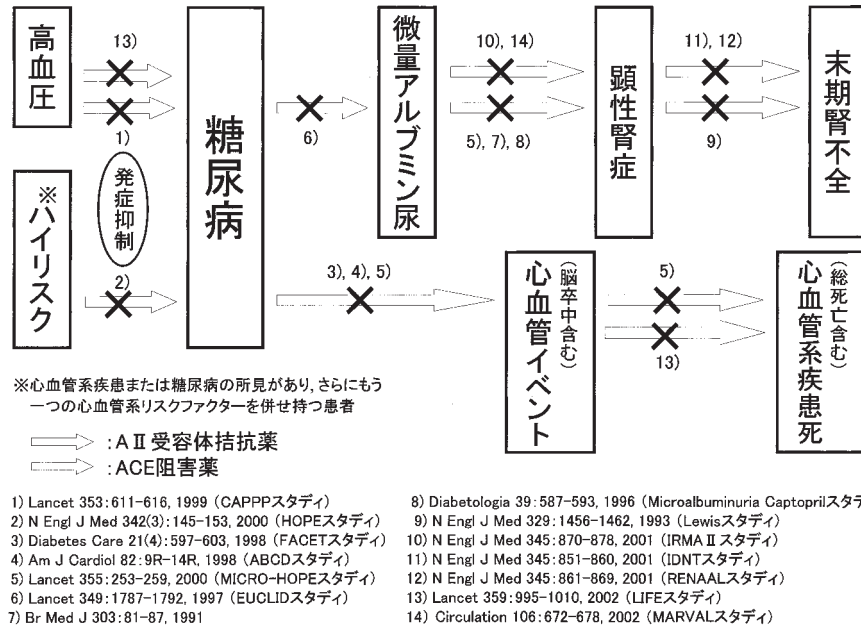 高血圧
13)
1)
※ハイリスク
発症抑制
2)
糖尿病
6)
微量アルブミン尿
10), 14)
5), 7), 8)
顕性腎症
11), 12)
9)
末期腎不全
3), 4), 5)
心血管イベント
(脳卒中含む)
5)
13)
心血管系疾患死
(総死亡含む)
※心血管系疾患または糖尿病の所見があり,さらにもう
一つの心血管系リスクファクターを併せ持つ患者
:AⅡ受容体拮抗薬
:ACE阻害薬
1) Lancet 353:611-616, 1999 (CAPPPスタディ)
2) N Engl J Med 342(3):145-153, 2000 (HOPEスタディ)
3) Diabetes Care 21(4):597-603, 1998 (FACETスタディ)
4) Am J Cardiol 82:9R-14R, 1998 (ABCDスタディ)
5) Lancet 355:253-259, 2000 (MICRO-HOPEスタディ)
6) Lancet 349:1787-1792, 1997 (EUCLIDスタディ)
7) Br Med J 303:81-87, 1991
8) Diabetologia 39:587-593, 1996 (Microalbuminuria Captoprilスタデ
9) N Engl J Med 329:1456-1462, 1993 (Lewisスタディ)
10) N Engl J Med 345:870-878, 2001 (IRMAⅡスタディ)
11) N Engl J Med 345:851-860, 2001 (IDNTスタディ)
12) N Engl J Med 345:861-869, 2001 (RENAALスタディ)
13) Lancet 359:995-1010, 2002 (LIFEスタディ)
14) Circulation 106:672-678, 2002 (MARVALスタディ)